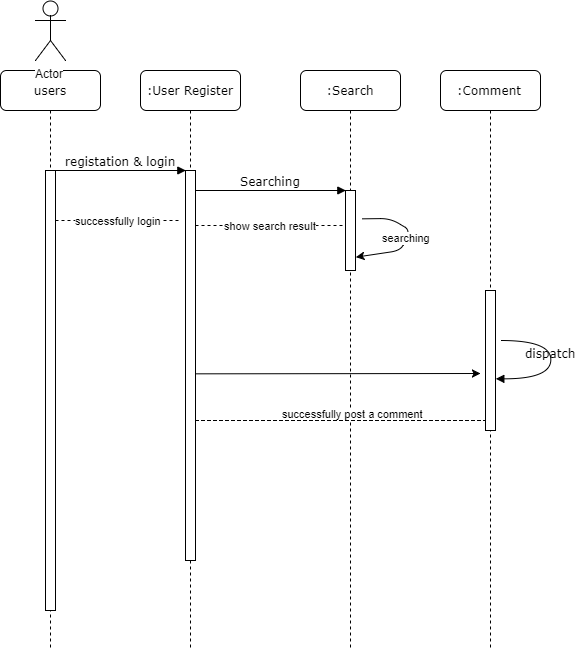 Actor
users
:User Register
:Search
:Comment
registation & login
Searching
successfully login
show search result
searching
dispatch
successfully post a comment